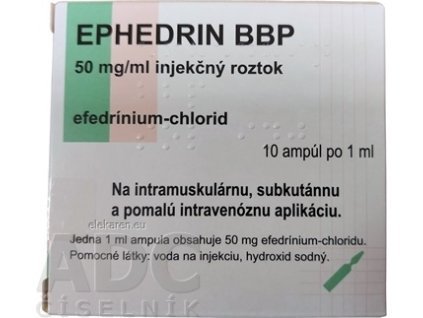 EPHEDRIN BBP
50 mg/ml injekčný roztok
efedrínium-chlorid
10 ampúl po 1 ml
Na intramuskulárnu, subkutánnu
a pomalú intravenóznu aplikáciu.
elekaren.eu
Jedna 1 ml ampula obsahuje 50 mg efedrínium-chloridu.
Pomocné látky: voda na injekciu, hydroxid sodný.
ADC
ČÍSELNÍK